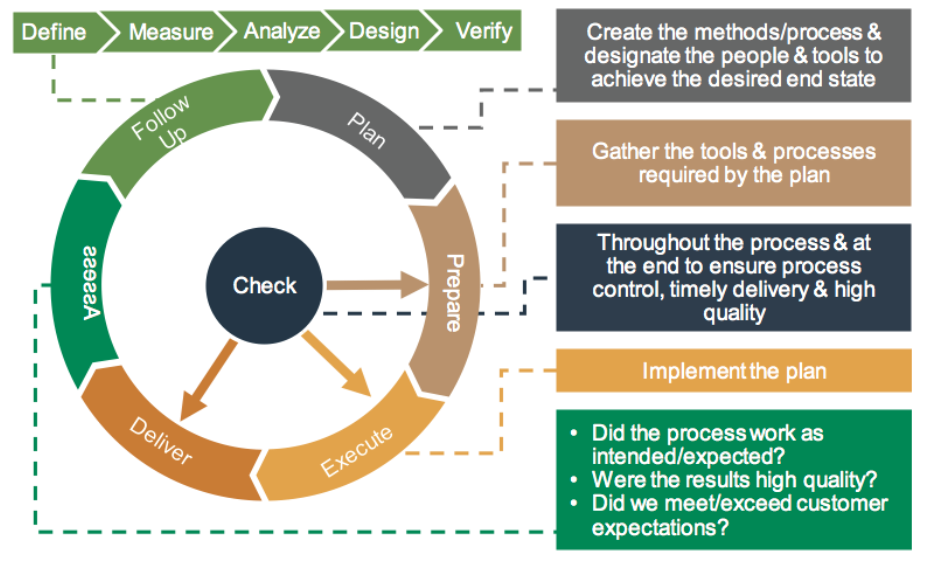 Define
Measure
Analyze
Design
Verify
Create the methods/process &
designate the people & tools to
achieve the desired end state
Follow
Up
Plan
Gather the tools & processes
required by the plan
Throughout the process & at
the end to ensure process
control, timely delivery & high
quality
Assess
Check
Prepare
Implement the plan
Deliver
Execute
• Did the process work as
intended/expected?
• Were the results high quality?
• Did we meet/exceed customer
expectations?